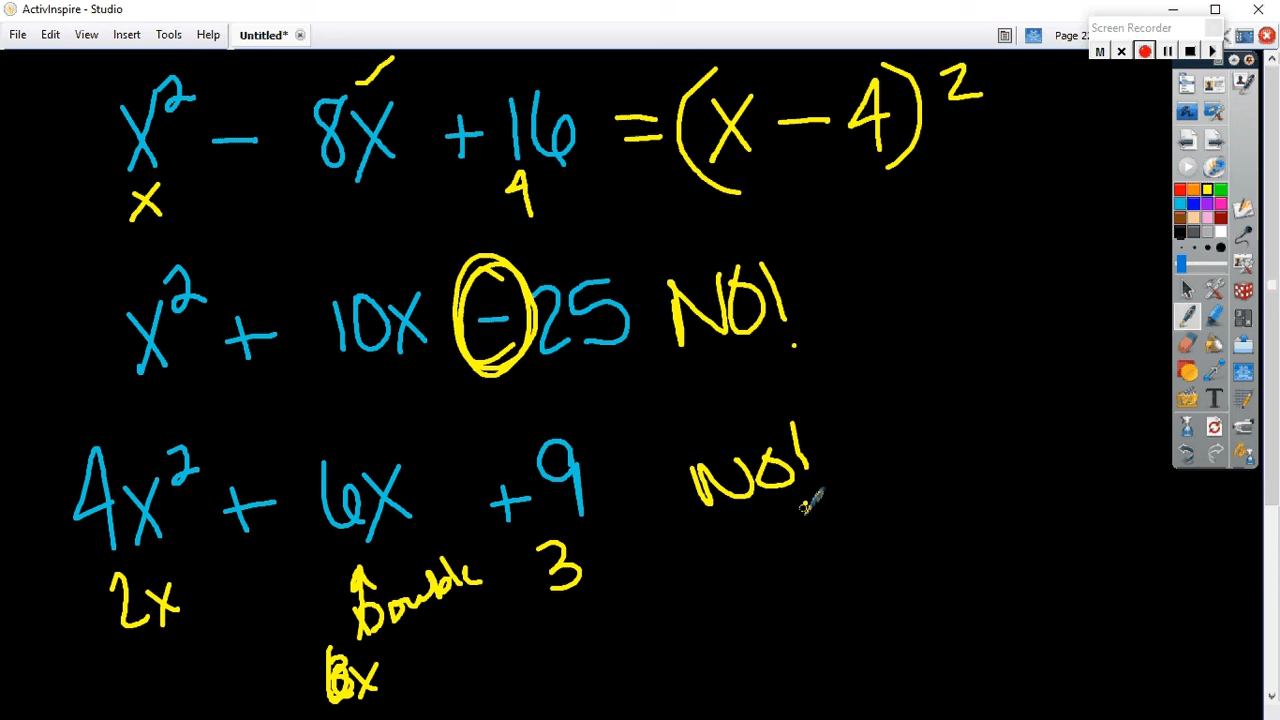 ActivInspire - Studio
File Edit View Insert Tools Help Untitled*
Screen Recorder
M
x² - 8x + 16 = (x - 4)²
x 4
x² + 10x - 25 NO!
4x² + 6x + 9 NO!
2x Double 3
6x